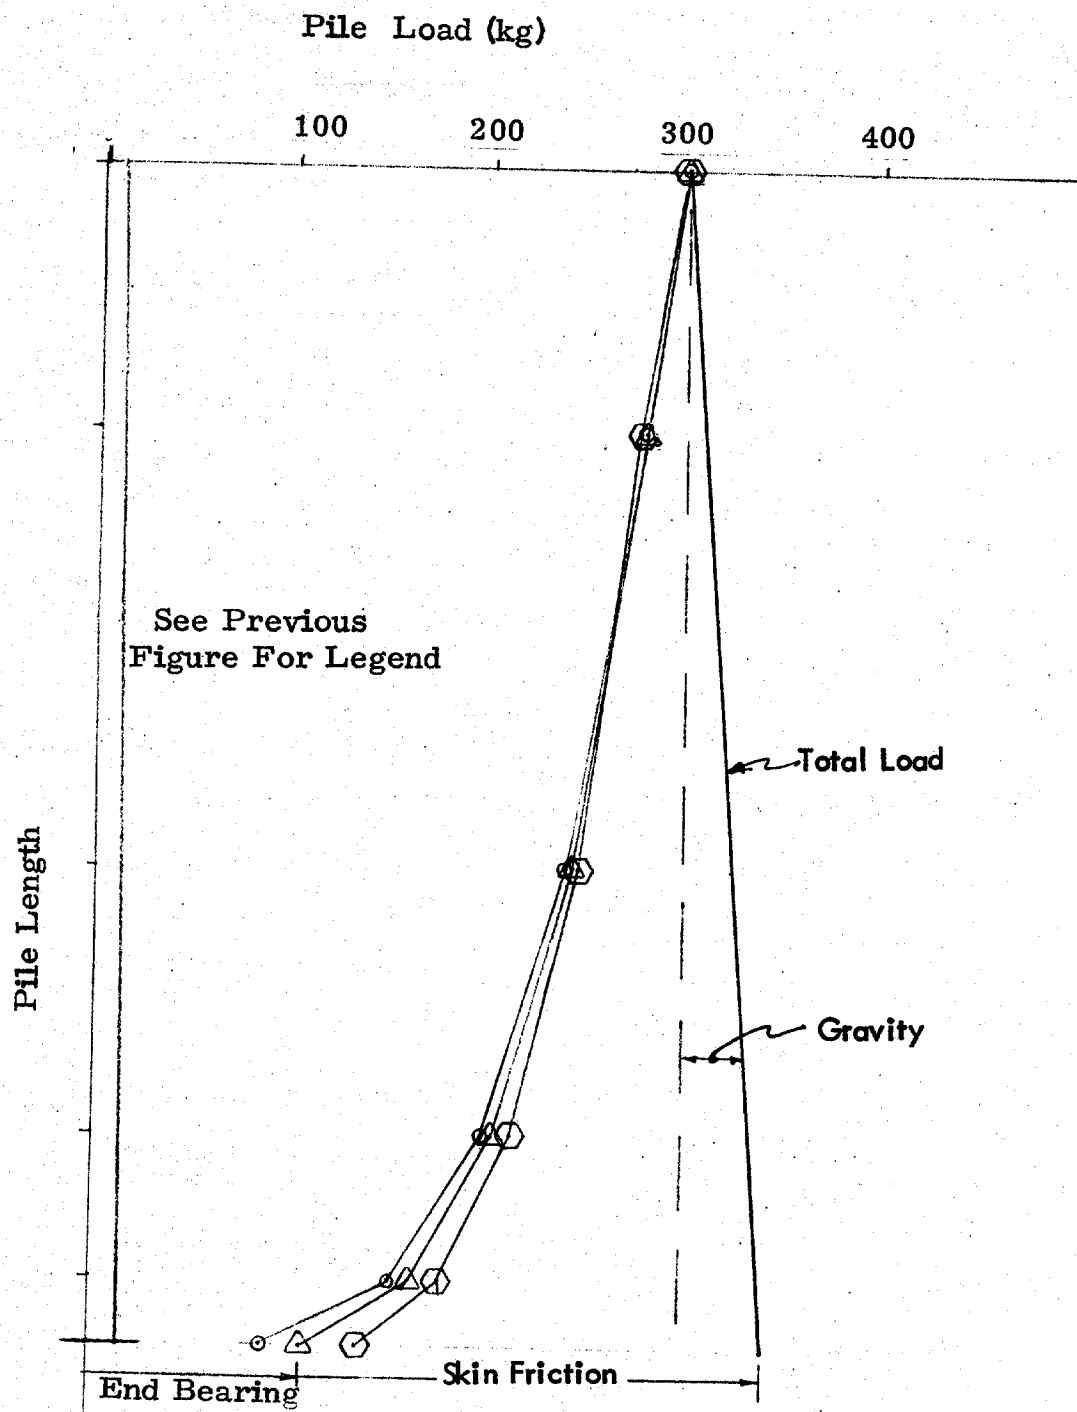 Pile Load (kg)
100 200 300 400
See Previous
Figure For Legend
Total Load
Pile Length
Gravity
Skin Friction
End Bearing